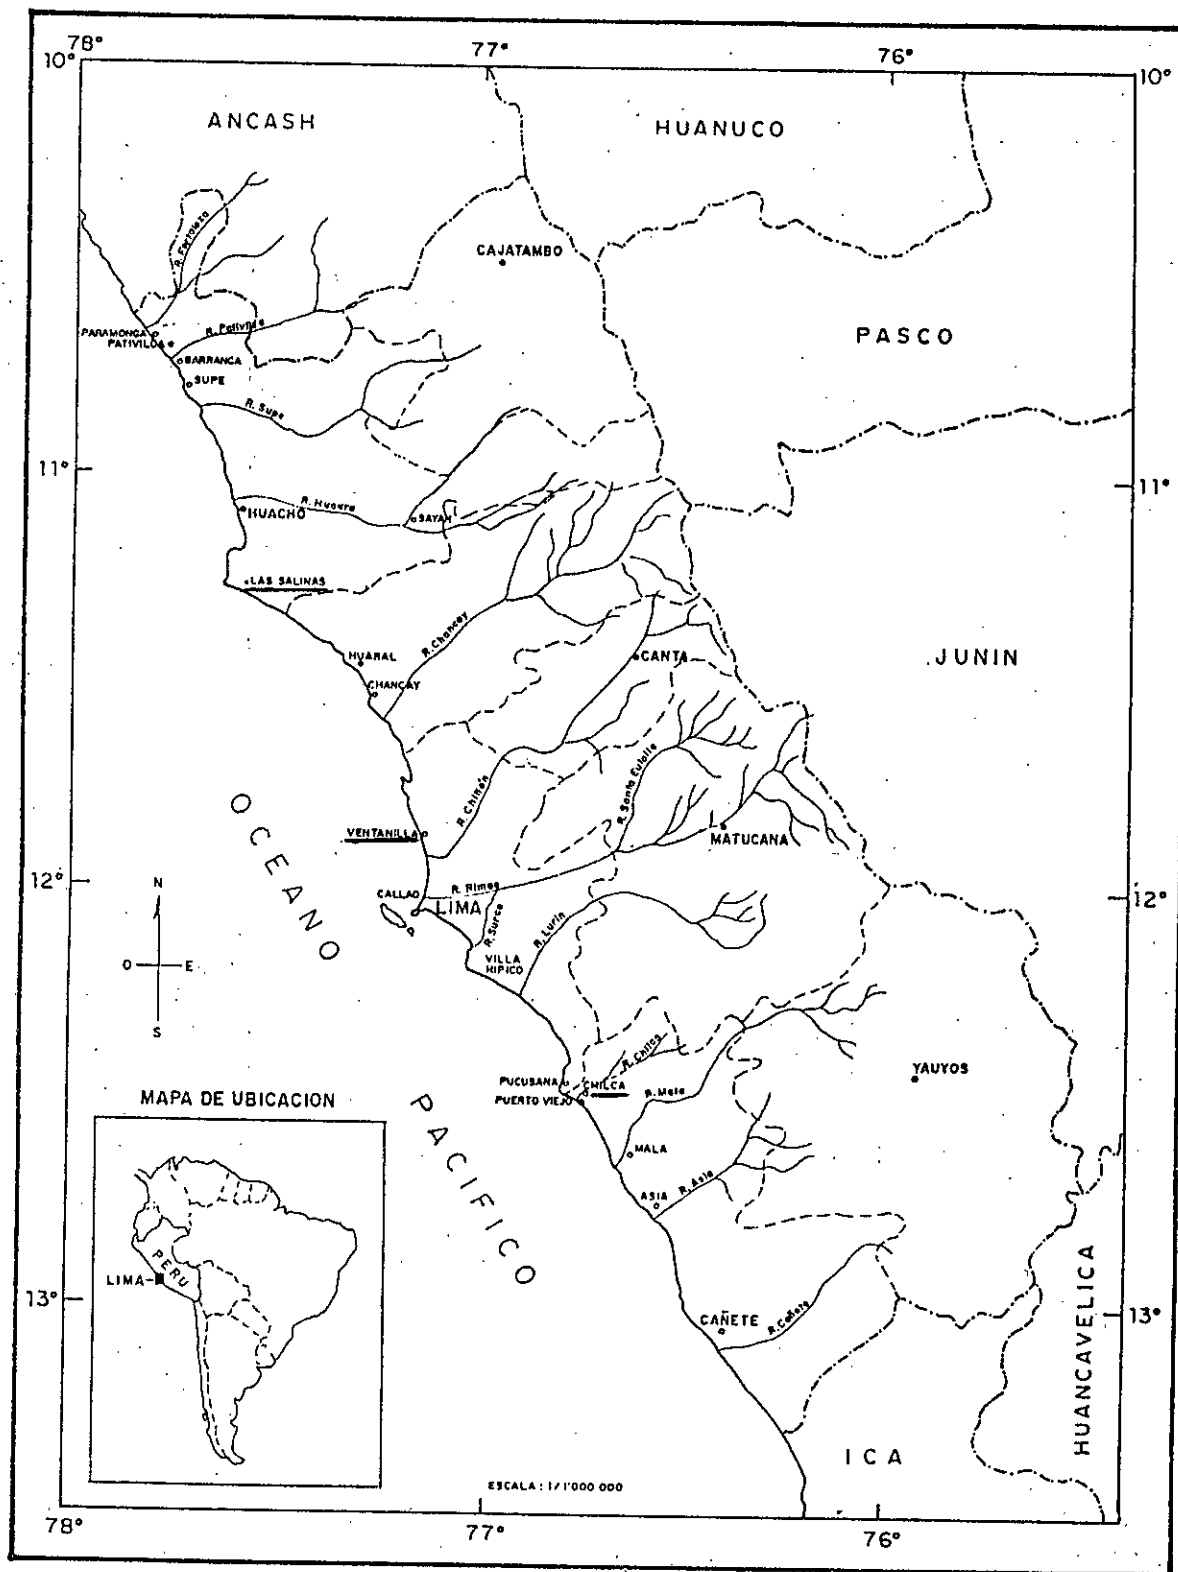 78°
77°
76°
10°
10°
ANCASH
HUANUCO
R. Fortaleza
CAJATAMBO
PARAMONGA
PATIVILCA
R. Pativilca
PASCO
BARRANCA
SUPE
R. Supe
11°
11°
R. Huaura
HUACHO
SAYAN
LAS SALINAS
R. Chancay
HUARAL
CANTA
JUNIN
CHANCAY
R. Santa Eulalia
R. Chillón
VENTANILLA
MATUCANA
OCEANO
12°
12°
CALLAO
R. Rimac
LIMA
R. Surco
R. Lurín
VILLA
HIPICO
N
O
E
S
PUCUSANA
CHILCA
R. Chilca
PUERTO VIEJO
R. Mala
YAUYOS
PACIFICO
MAPA DE UBICACION
MALA
ASIA
R. Asia
PERU
LIMA
13°
13°
CAÑETE
R. Cañete
HUANCAVELICA
ICA
ESCALA : 1/1'000 000
78°
77°
76°